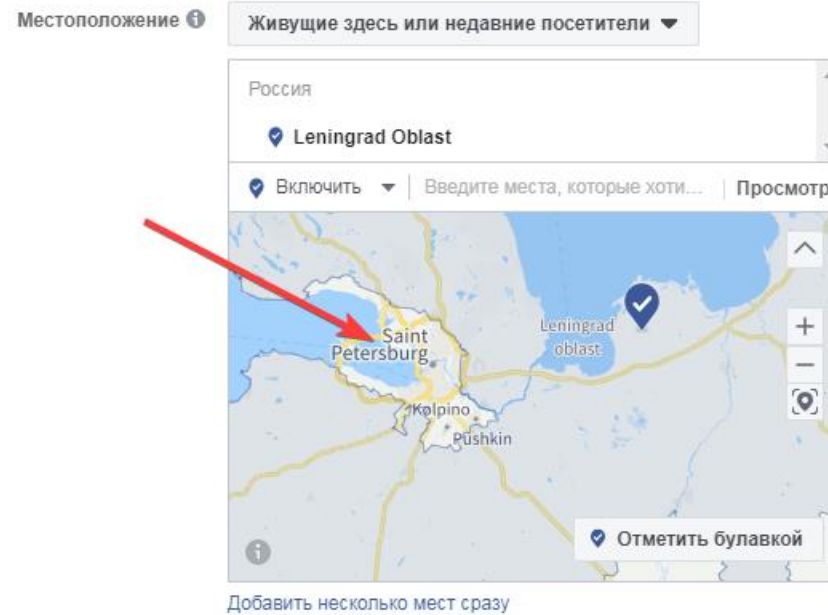 Местоположение
Живущие здесь или недавние посетители
Россия
Leningrad Oblast
Включить
Введите места, которые хоти...
Просмотр
Saint
Petersburg
Leningrad
oblast
Kolpino
Pushkin
Отметить булавкой
Добавить несколько мест сразу